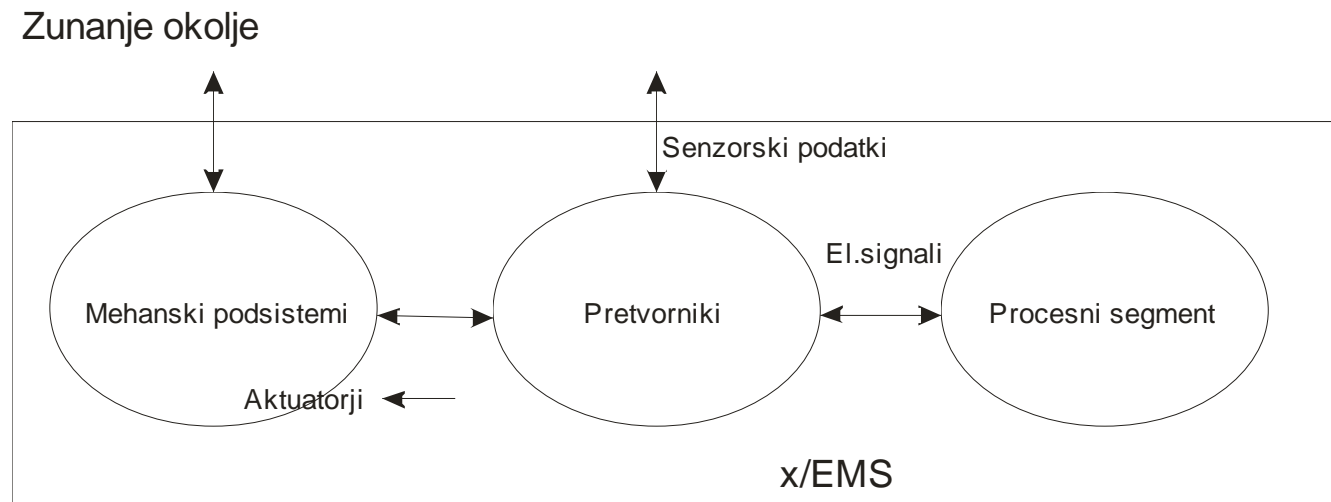 Zunanje okolje
Senzorski podatki
El.signali
Mehanski podsistemi
Pretvorniki
Procesni segment
Aktuatorji
x/EMS